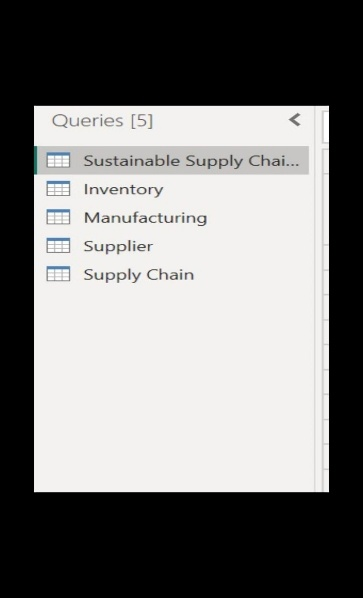 Queries [5]
Sustainable Supply Chai...
Inventory
Manufacturing
Supplier
Supply Chain